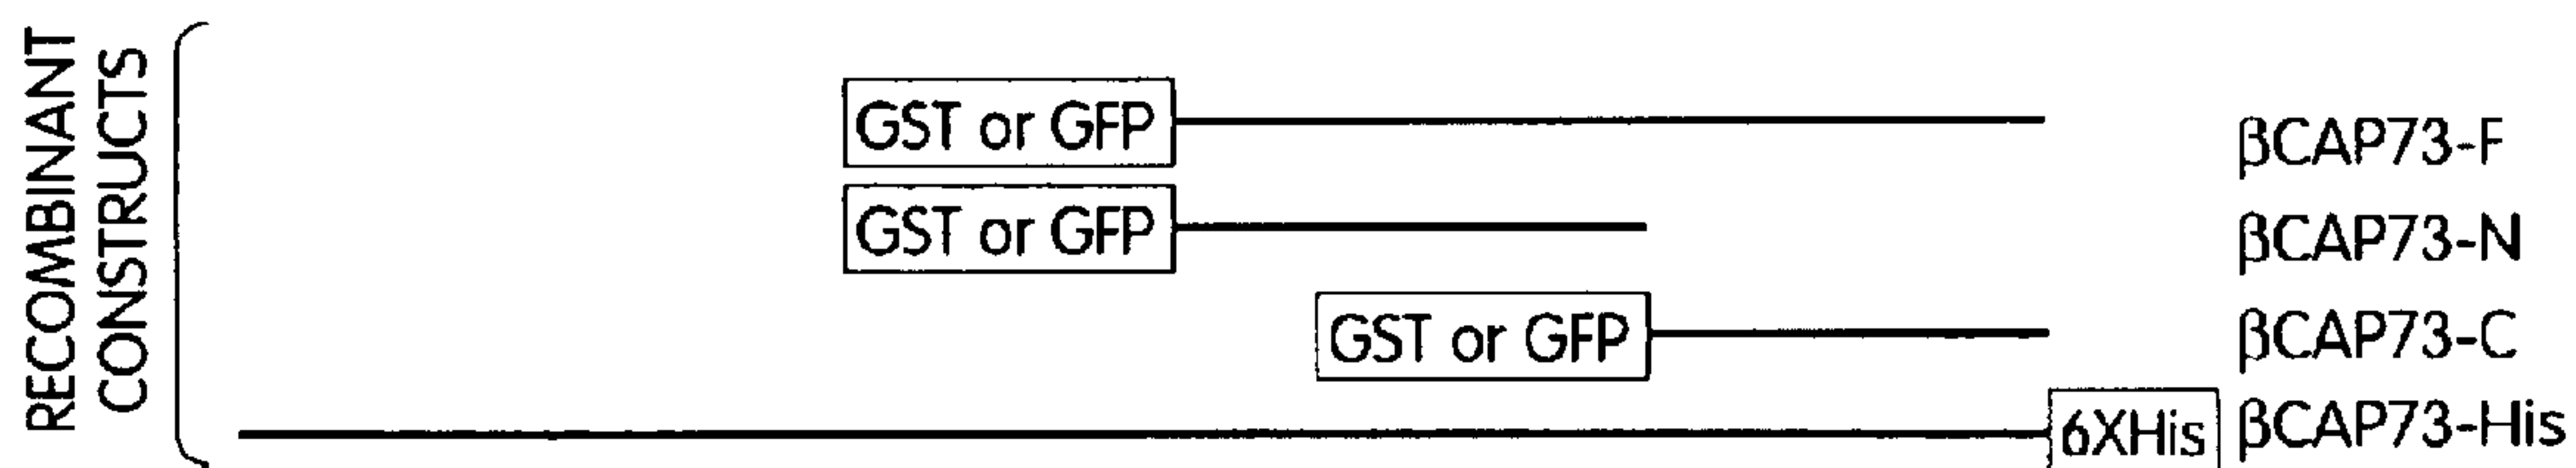 RECOMBINANT
CONSTRUCTS
GST or GFP βCAP73-F
GST or GFP βCAP73-N
GST or GFP βCAP73-C
6XHis βCAP73-His